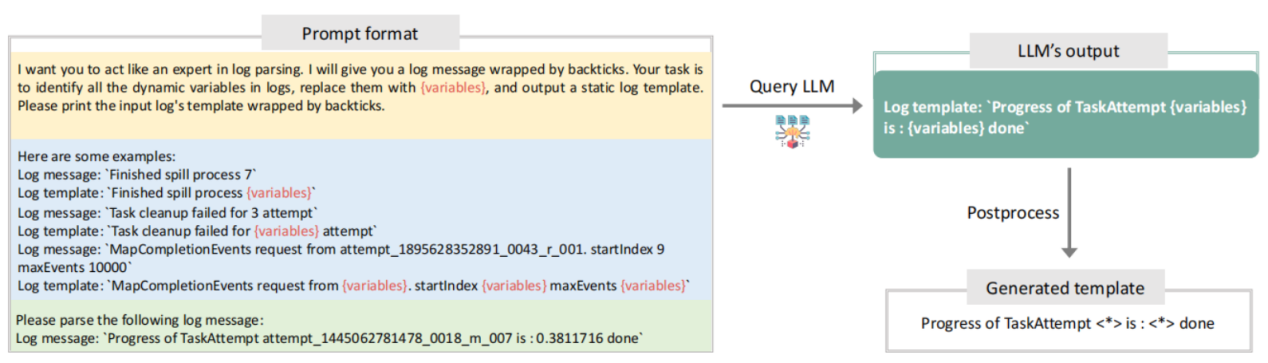 Prompt format
I want you to act like an expert in log parsing. I will give you a log message wrapped by backticks. Your task is
to identify all the dynamic variables in logs, replace them with {variables}, and output a static log template.
Please print the input log's template wrapped by backticks.
Here are some examples:
Log message: `Finished spill process 7`
Log template: `Finished spill process {variables}`
Log message: `Task cleanup failed for 3 attempt`
Log template: `Task cleanup failed for {variables} attempt`
Log message: `MapCompletionEvents request from attempt_1895628352891_0043_r_001. startIndex 9
maxEvents 10000`
Log template: `MapCompletionEvents request from {variables}. startIndex {variables} maxEvents {variables}`
Please parse the following log message:
Log message: `Progress of TaskAttempt attempt_1445062781478_0018_m_007 is : 0.3811716 done`
Query LLM
LLM's output
Log template: `Progress of TaskAttempt {variables}
is : {variables} done`
Postprocess
Generated template
Progress of TaskAttempt <*> is : <*> done